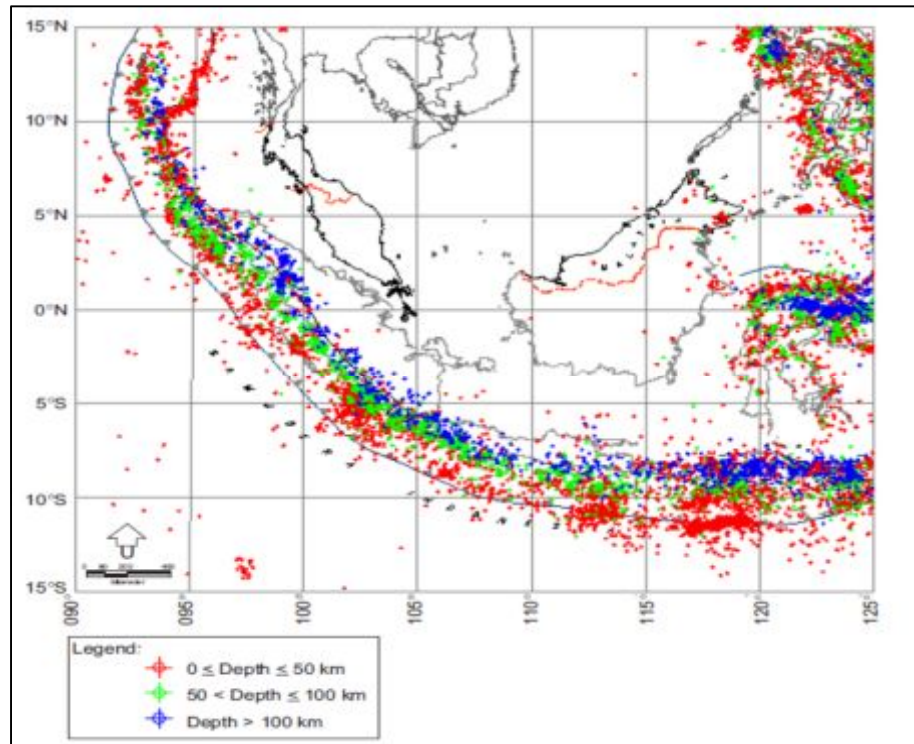 15°N
10°N
5°N
0°N
5°S
10°S
15°S
090°
095°
100°
105°
110°
115°
120°
125°
Legend:
0 ≤ Depth ≤ 50 km
50 < Depth ≤ 100 km
Depth > 100 km